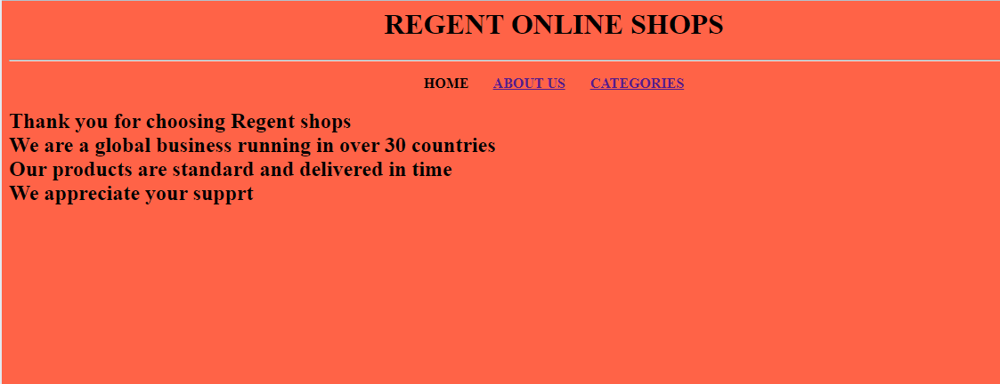 REGENT ONLINE SHOPS
HOME ABOUT US CATEGORIES
Thank you for choosing Regent shops
We are a global business running in over 30 countries
Our products are standard and delivered in time
We appreciate your supprt